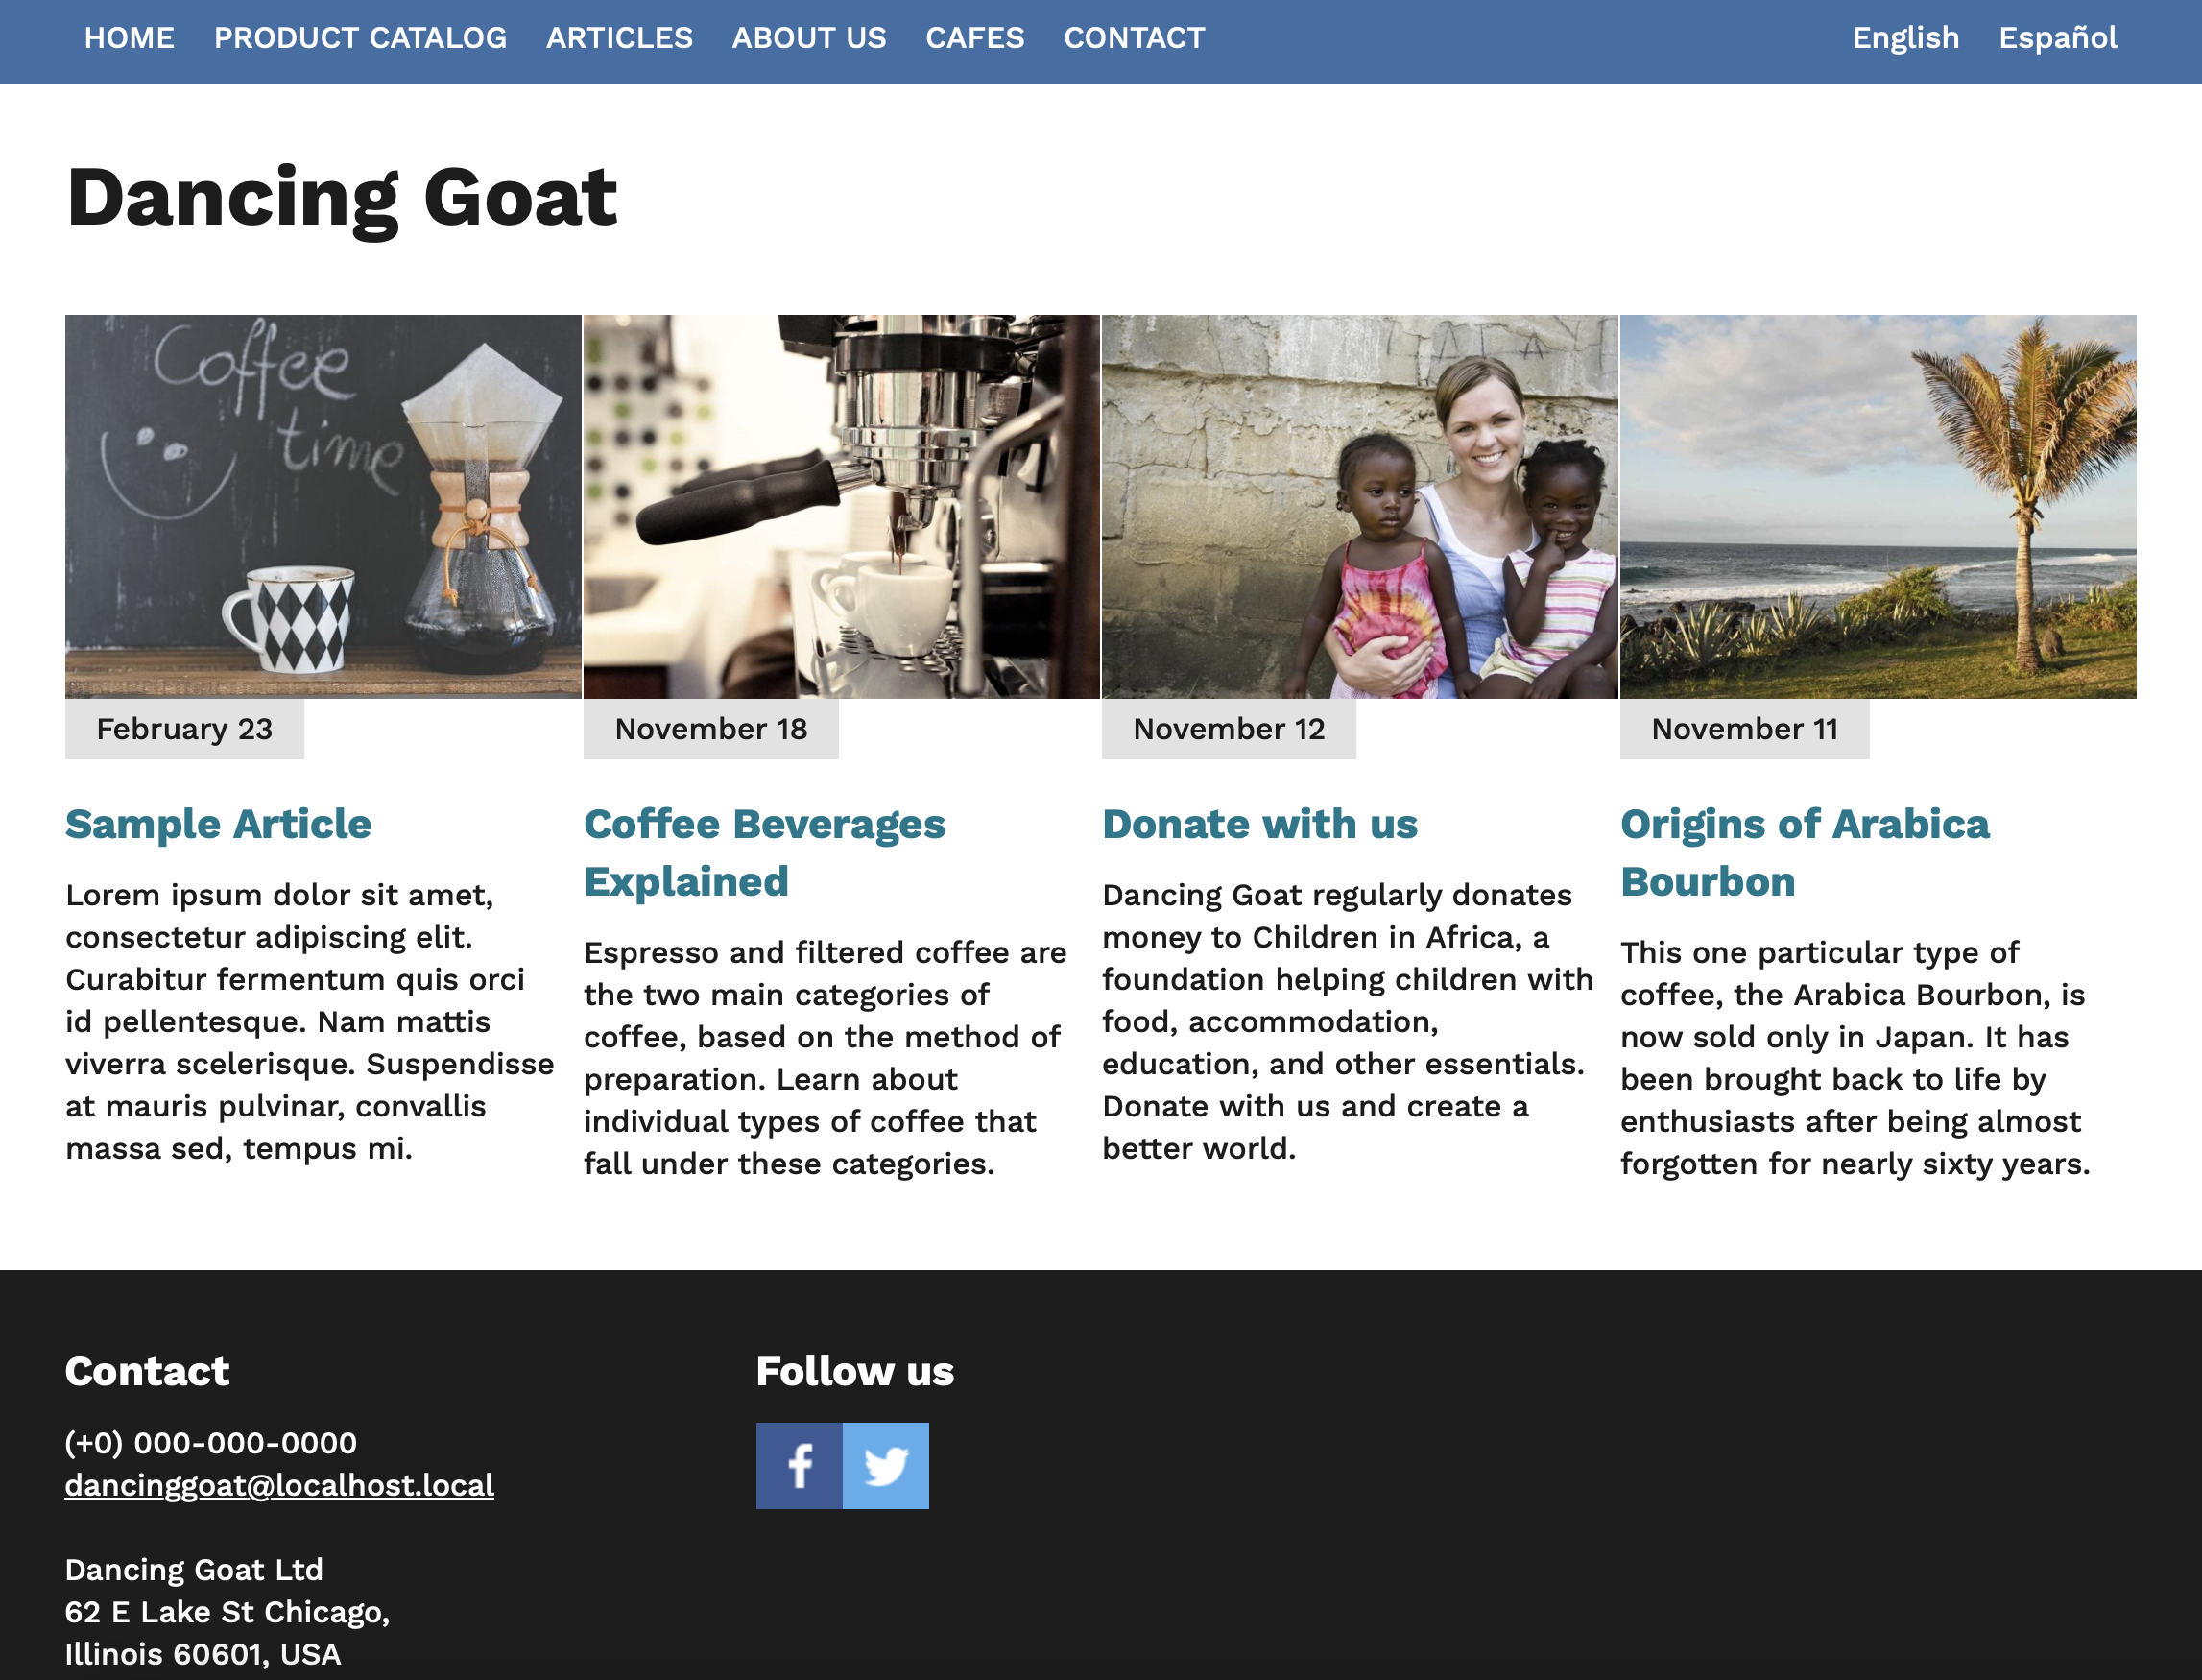 HOME PRODUCT CATALOG ARTICLES ABOUT US CAFES CONTACT English Español
Dancing Goat
Coffee
time
February 23
Sample Article
Lorem ipsum dolor sit amet,
consectetur adipiscing elit.
Curabitur fermentum quis orci
id pellentesque. Nam mattis
viverra scelerisque. Suspendisse
at mauris pulvinar, convallis
massa sed, tempus mi.
November 18
Coffee Beverages
Explained
Espresso and filtered coffee are
the two main categories of
coffee, based on the method of
preparation. Learn about
individual types of coffee that
fall under these categories.
November 12
Donate with us
Dancing Goat regularly donates
money to Children in Africa, a
foundation helping children with
food, accommodation,
education, and other essentials.
Donate with us and create a
better world.
November 11
Origins of Arabica
Bourbon
This one particular type of
coffee, the Arabica Bourbon, is
now sold only in Japan. It has
been brought back to life by
enthusiasts after being almost
forgotten for nearly sixty years.
Contact
(+0) 000-000-0000
dancinggoat@localhost.local
Dancing Goat Ltd
62 E Lake St Chicago,
Illinois 60601, USA
Follow us